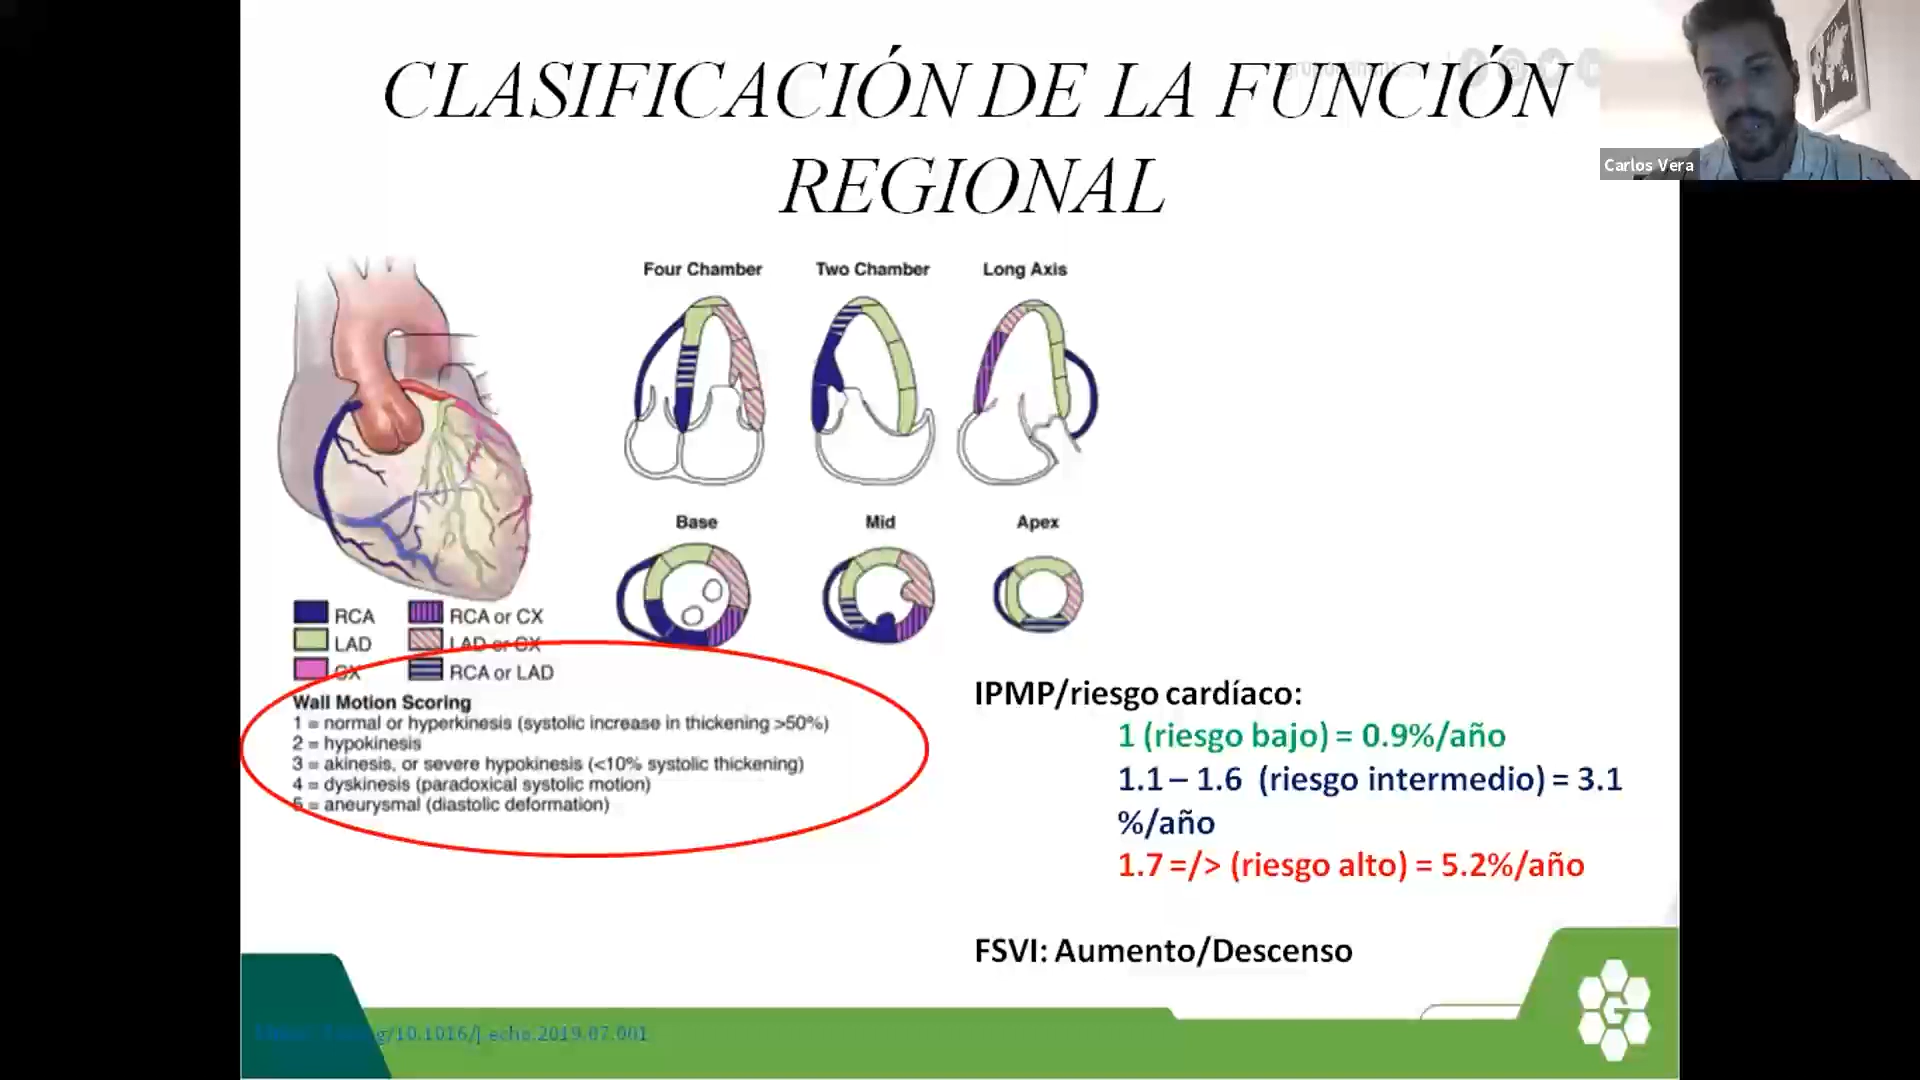 CLASIFICACIÓN DE LA FUNCIÓN
REGIONAL
Carlos Vera
Four Chamber
Two Chamber
Long Axis
Base
Mid
Apex
RCA
RCA or CX
LAD
LAD or CX
CX
RCA or LAD
Wall Motion Scoring
1 = normal or hyperkinesis (systolic increase in thickening >50%)
2 = hypokinesis
3 = akinesis, or severe hypokinesis (<10% systolic thickening)
4 = dyskinesis (paradoxical systolic motion)
5 = aneurysmal (diastolic deformation)
IPMP/riesgo cardíaco:
1 (riesgo bajo) = 0.9%/año
1.1 – 1.6 (riesgo intermedio) = 3.1
%/año
1.7 =/> (riesgo alto) = 5.2%/año
FSVI: Aumento/Descenso
g/10.1016/j.echo.2019.07.001
G